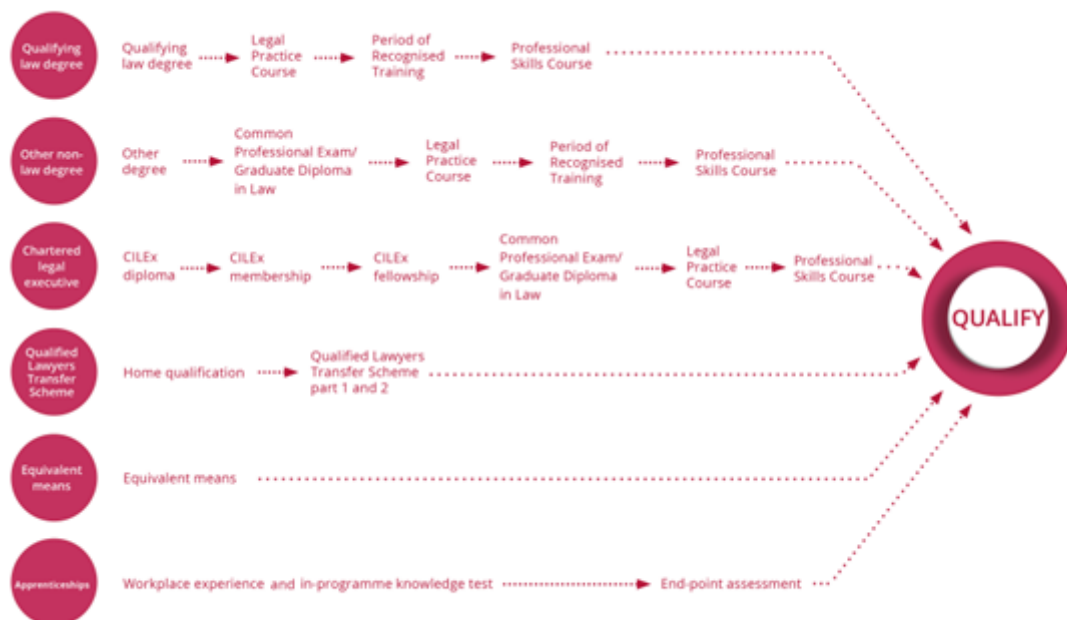 Qualifying
law degree
Qualifying
law degree
Legal
Practice
Course
Period of
Recognised
Training
Professional
Skills Course
Other non-
law degree
Other
degree
Common
Professional Exam/
Graduate Diploma
in Law
Legal
Practice
Course
Period of
Recognised
Training
Professional
Skills Course
Chartered
legal
executive
CILEx
diploma
CILEx
membership
CILEx
fellowship
Common
Professional Exam/
Graduate Diploma
in Law
Legal
Practice
Course
Professional
Skills Course
QUALIFY
Qualified
Lawyers
Transfer
Scheme
Home qualification
Qualified Lawyers
Transfer Scheme
part 1 and 2
Equivalent
means
Equivalent means
Apprenticeships
Workplace experience and in-programme knowledge test
End-point assessment